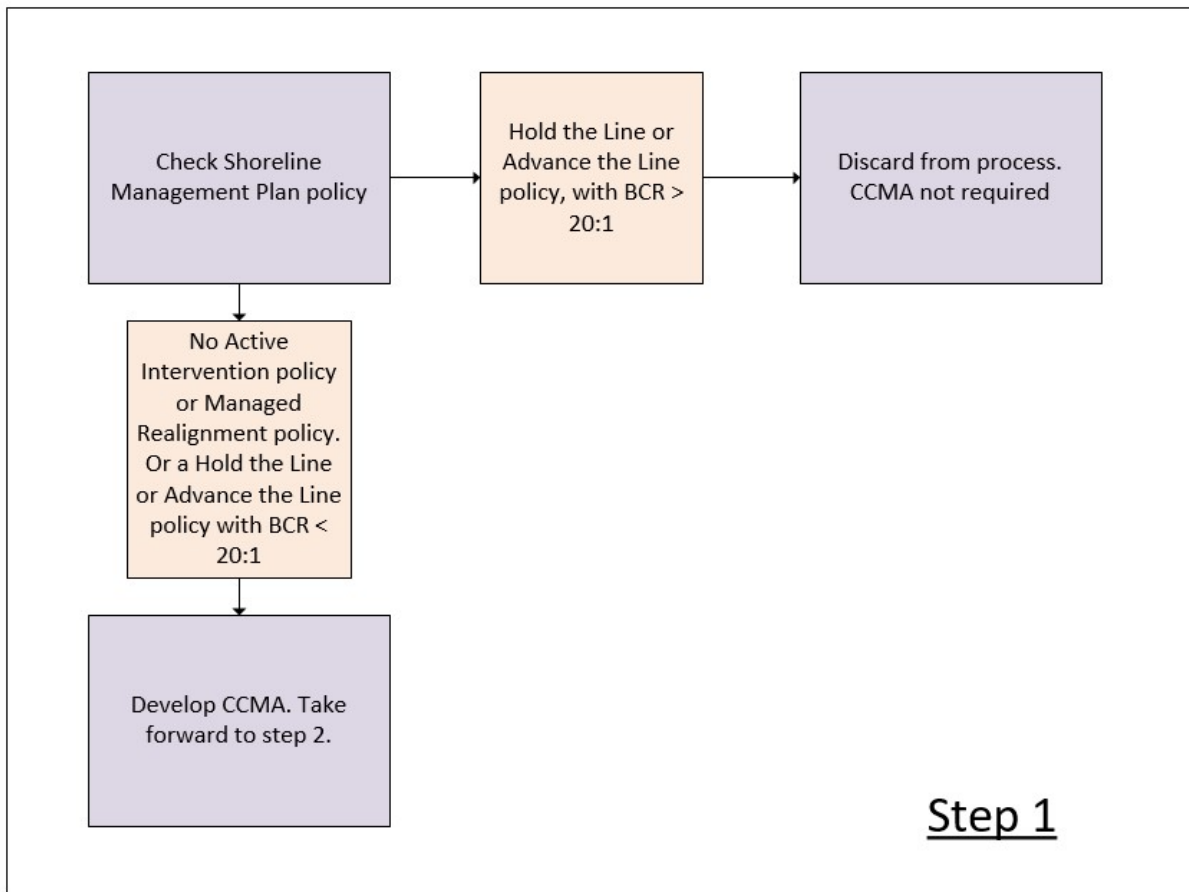 Check Shoreline
Management Plan policy
Hold the Line or
Advance the Line
policy, with BCR >
20:1
Discard from process.
CCMA not required
No Active
Intervention policy
or Managed
Realignment policy.
Or a Hold the Line
or Advance the Line
policy with BCR <
20:1
Develop CCMA. Take
forward to step 2.
Step 1